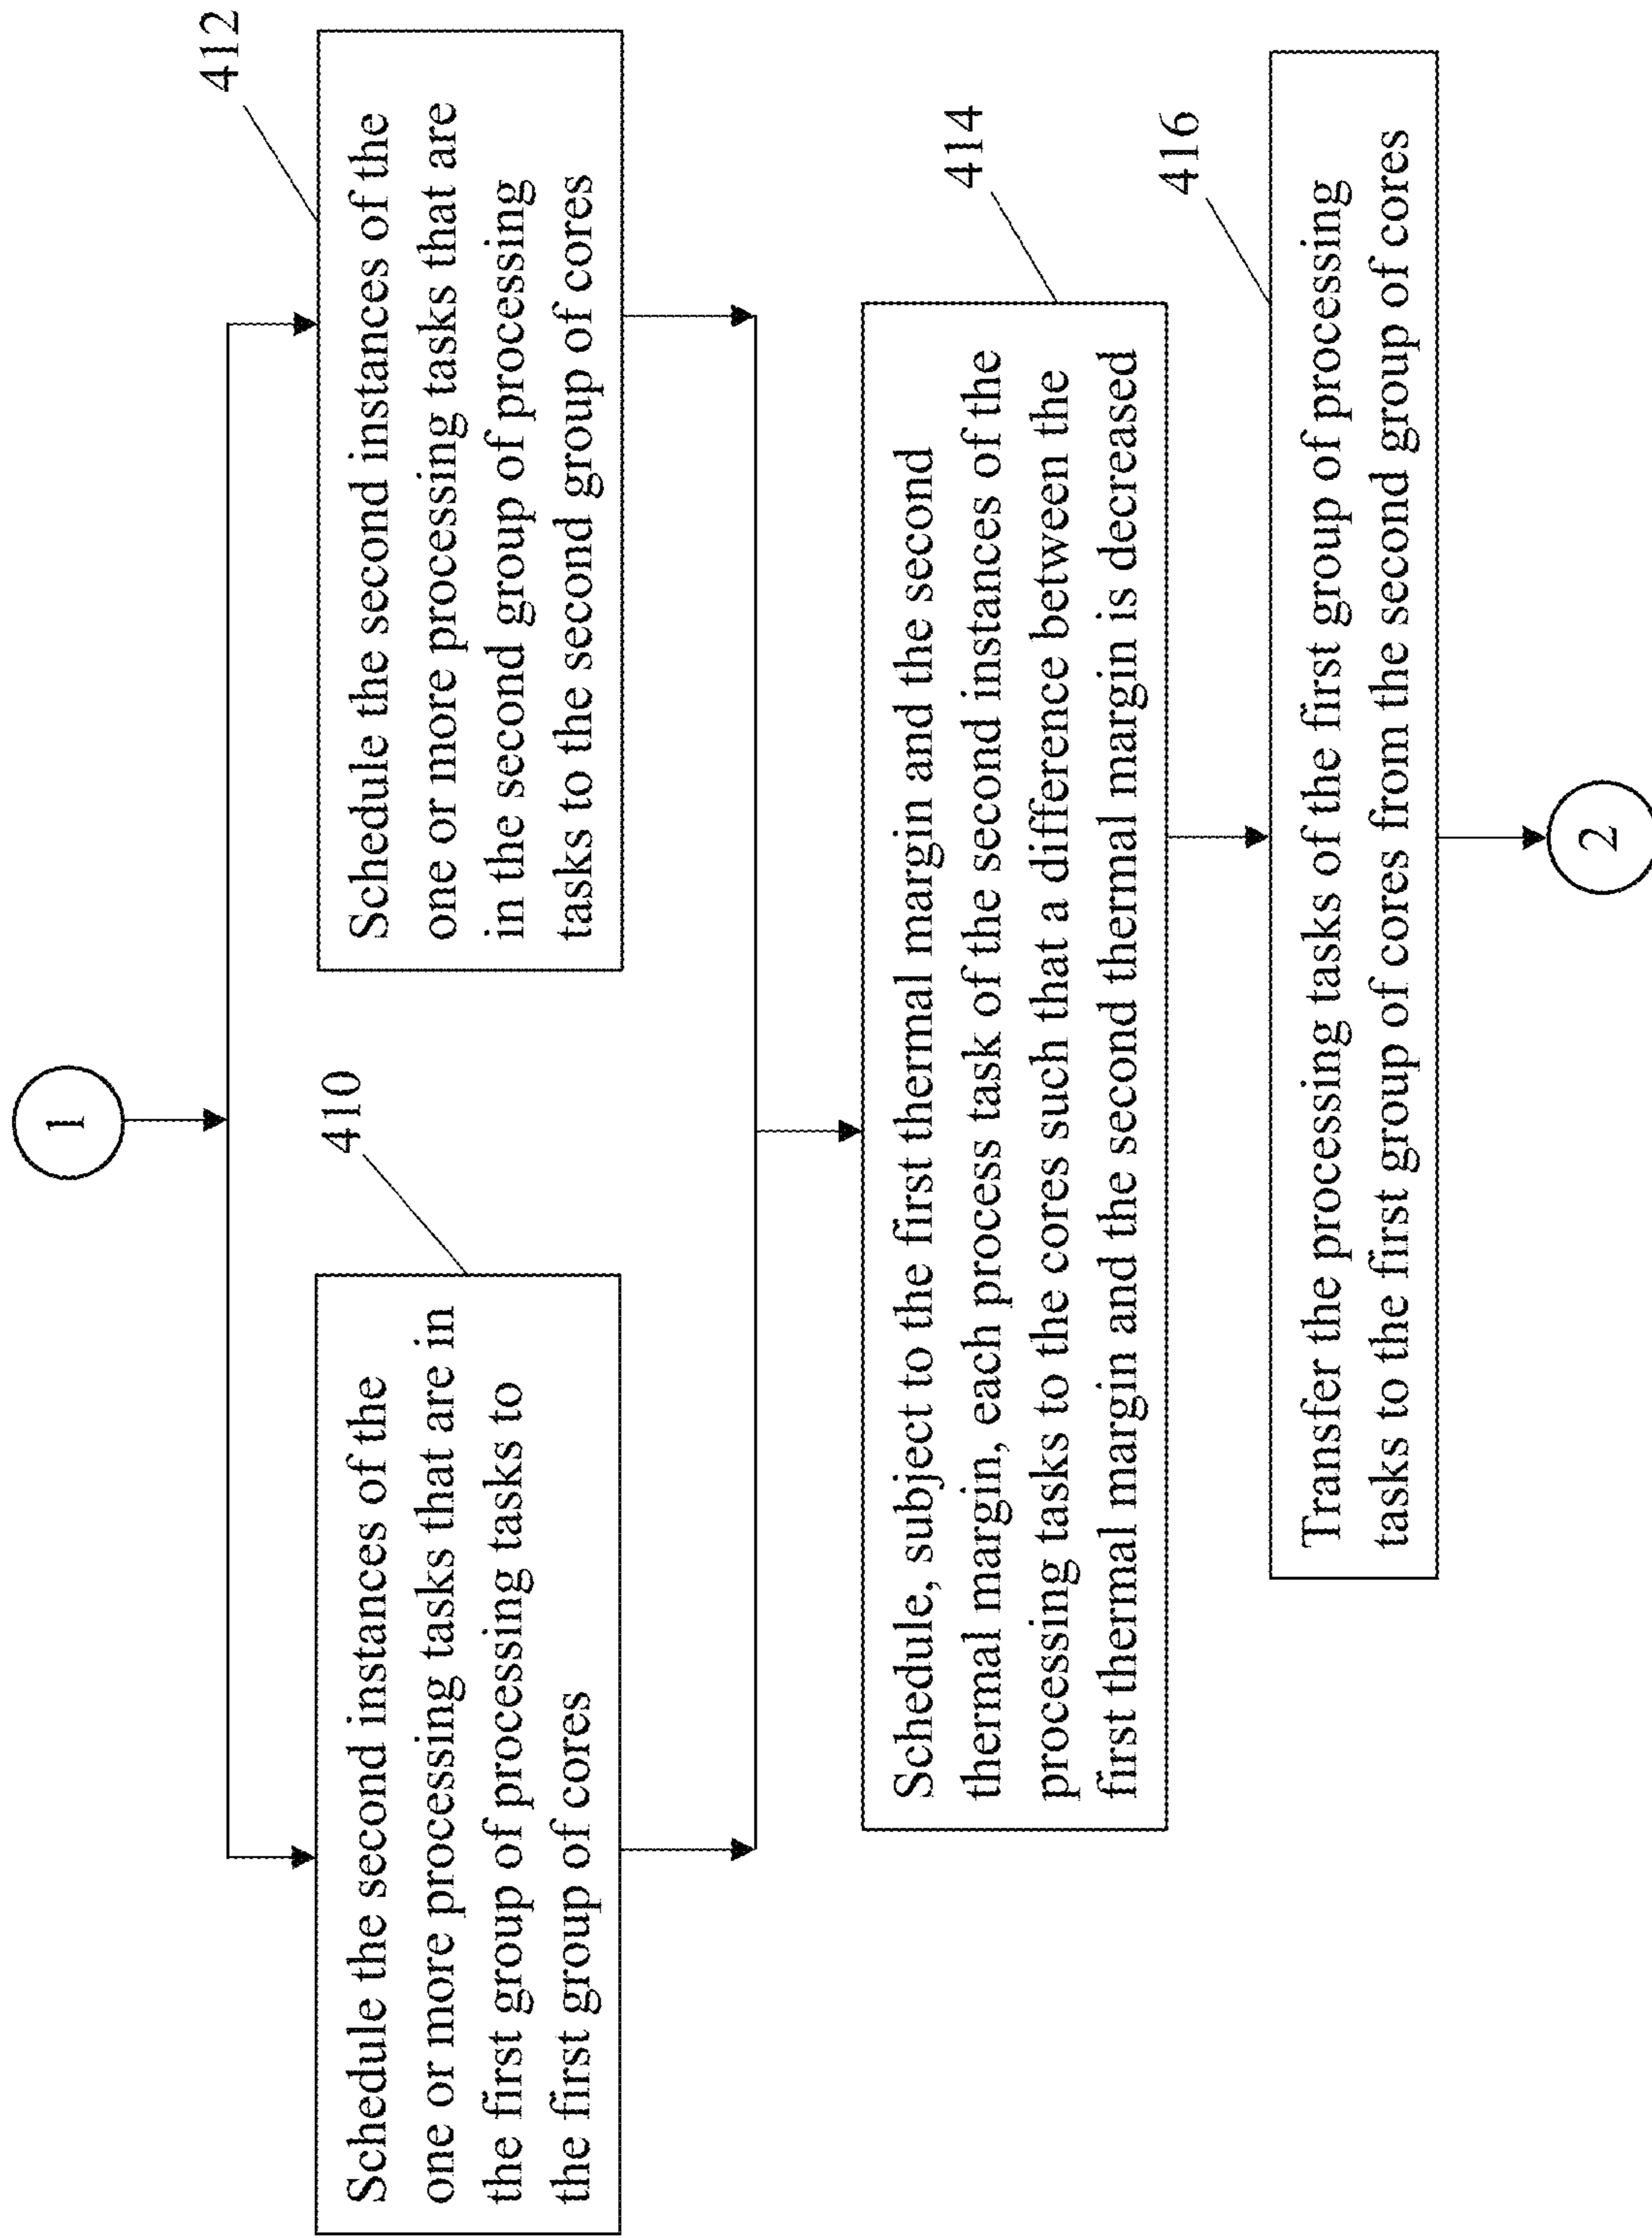 1
410
Schedule the second instances of the
one or more processing tasks that are in
the first group of processing tasks to
the first group of cores
412
Schedule the second instances of the
one or more processing tasks that are
in the second group of processing
tasks to the second group of cores
414
Schedule, subject to the first thermal margin and the second
thermal margin, each process task of the second instances of the
processing tasks to the cores such that a difference between the
first thermal margin and the second thermal margin is decreased
416
Transfer the processing tasks of the first group of processing
tasks to the first group of cores from the second group of cores
2